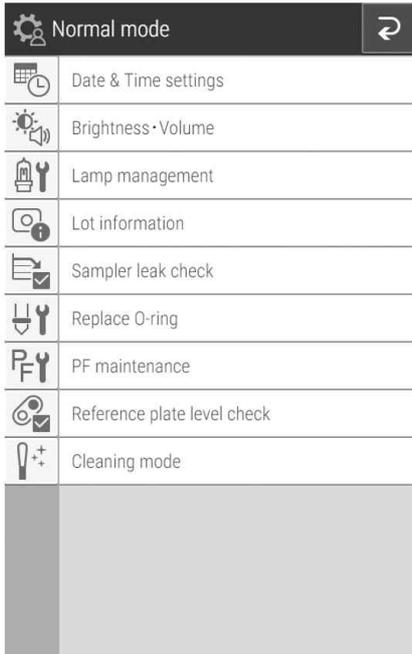 Normal mode
Date & Time settings
Brightness・Volume
Lamp management
Lot information
Sampler leak check
Replace O-ring
PF maintenance
Reference plate level check
Cleaning mode